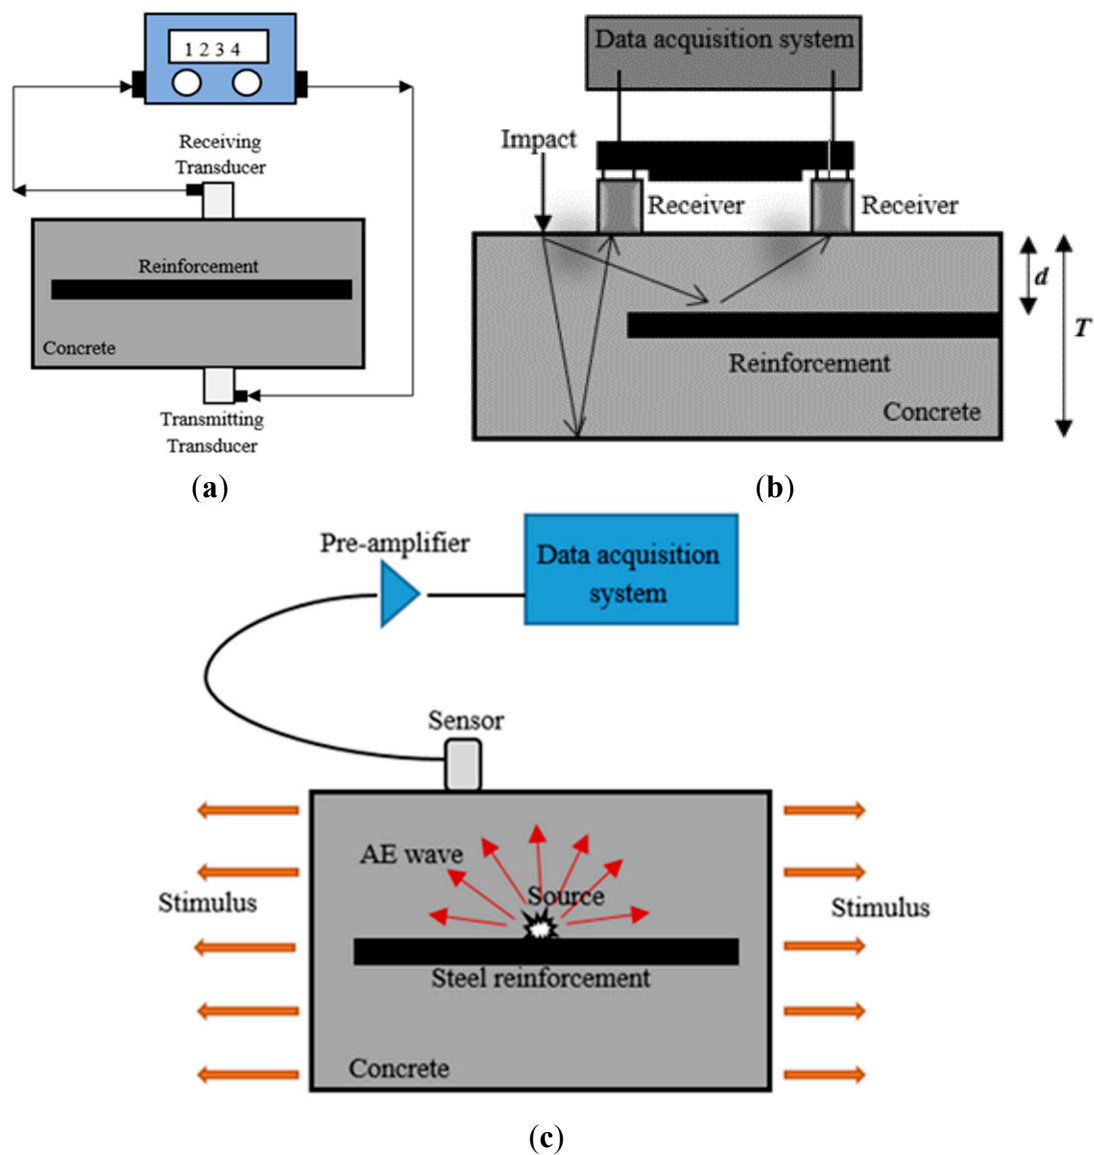 1 2 3 4
Receiving
Transducer
Reinforcement
Concrete
Transmitting
Transducer
(a)
Data acquisition system
Impact
Receiver
Receiver
d
T
Reinforcement
Concrete
(b)
Pre-amplifier
Data acquisition
system
Sensor
AE wave
Source
Stimulus
Stimulus
Steel reinforcement
Concrete
(c)